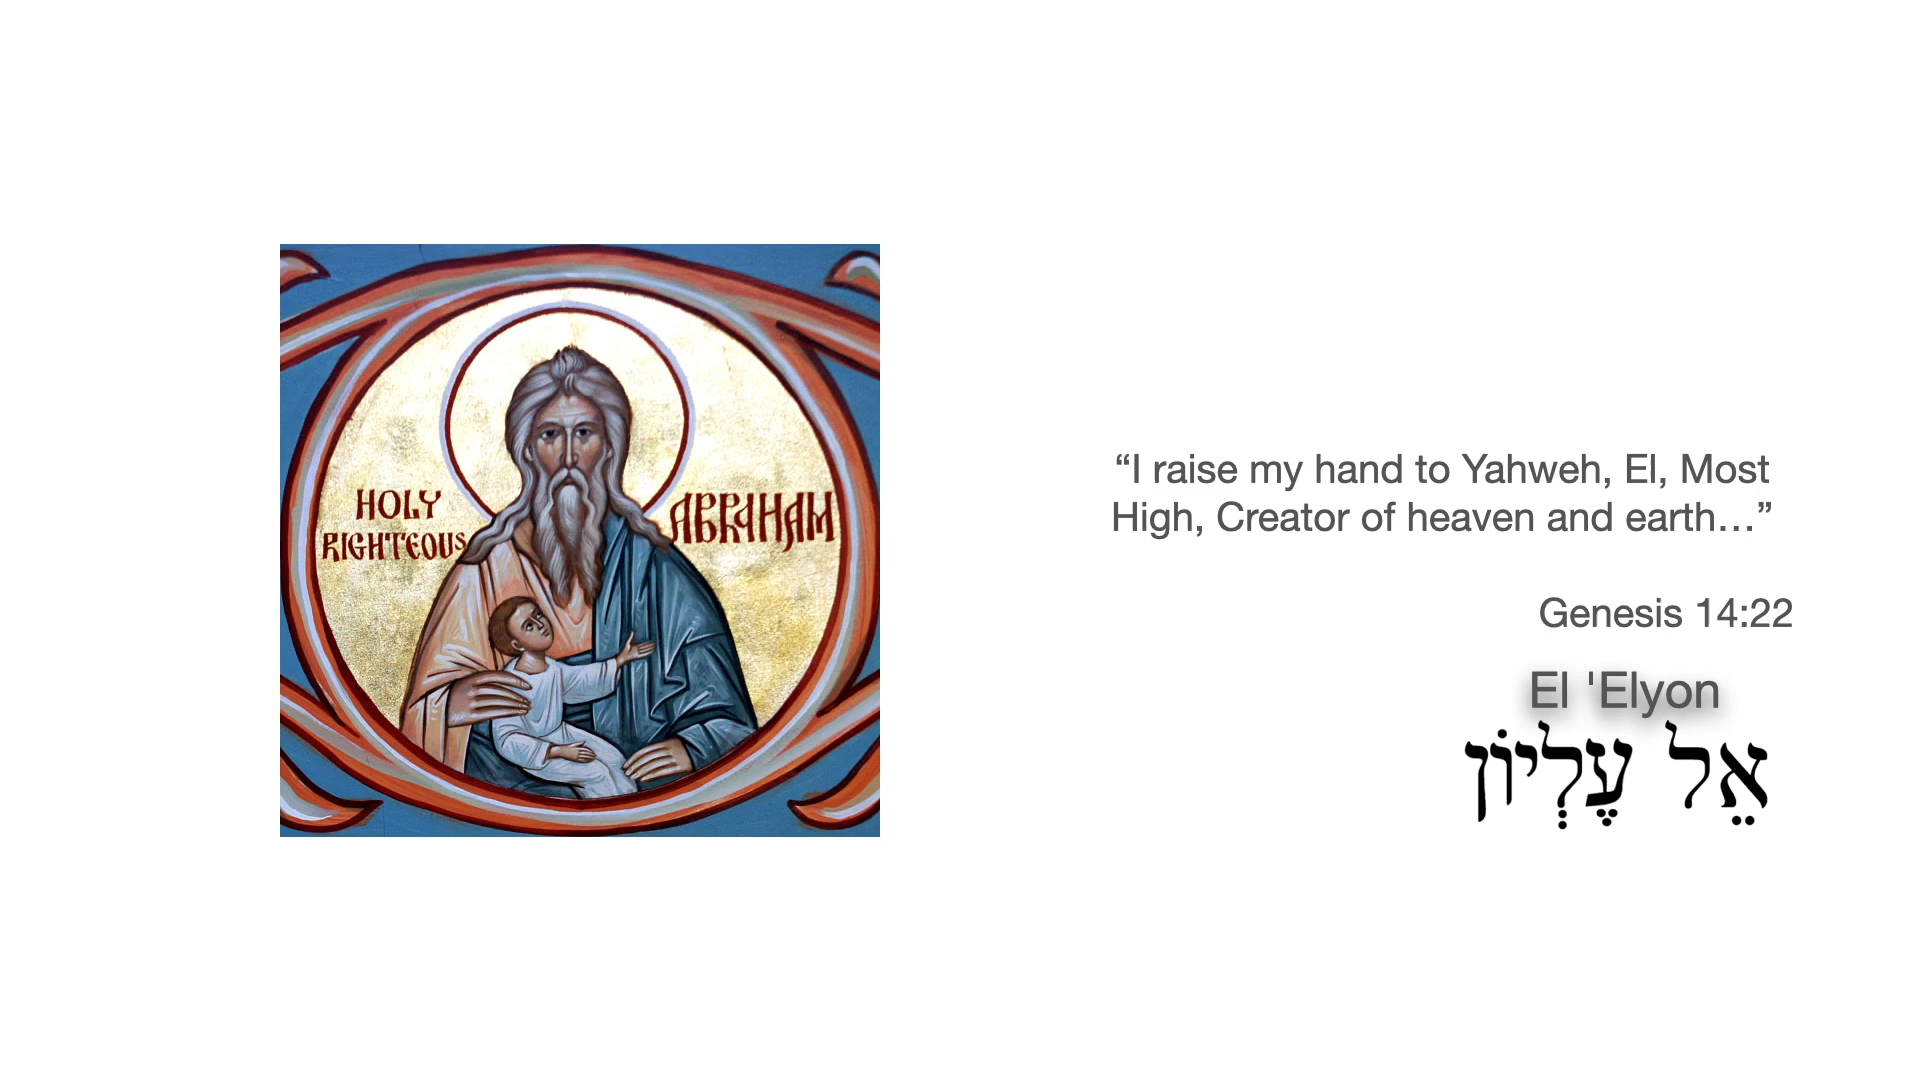 HOLY
RIGHTEOUS
ABRAHAM
“I raise my hand to Yahweh, El, Most
High, Creator of heaven and earth…”
Genesis 14:22
El 'Elyon
אֵל עֶלְיוֹן